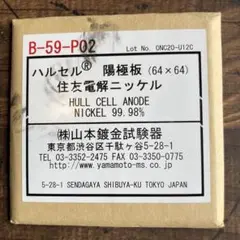 B-59-P02
Lot No. ONC20-U12C
ハルセル® 陽極板 (64×64)
住友電解ニッケル
HULL CELL ANODE
NICKEL 99.98%
㈱山本鍍金試験器
東京都渋谷区千駄ヶ谷5-28-1
TEL 03-3352-2475 FAX 03-3350-0775
http://www.yamamoto-ms.co.jp
5-28-1 SENDAGAYA SHIBUYA-KU TOKYO JAPAN